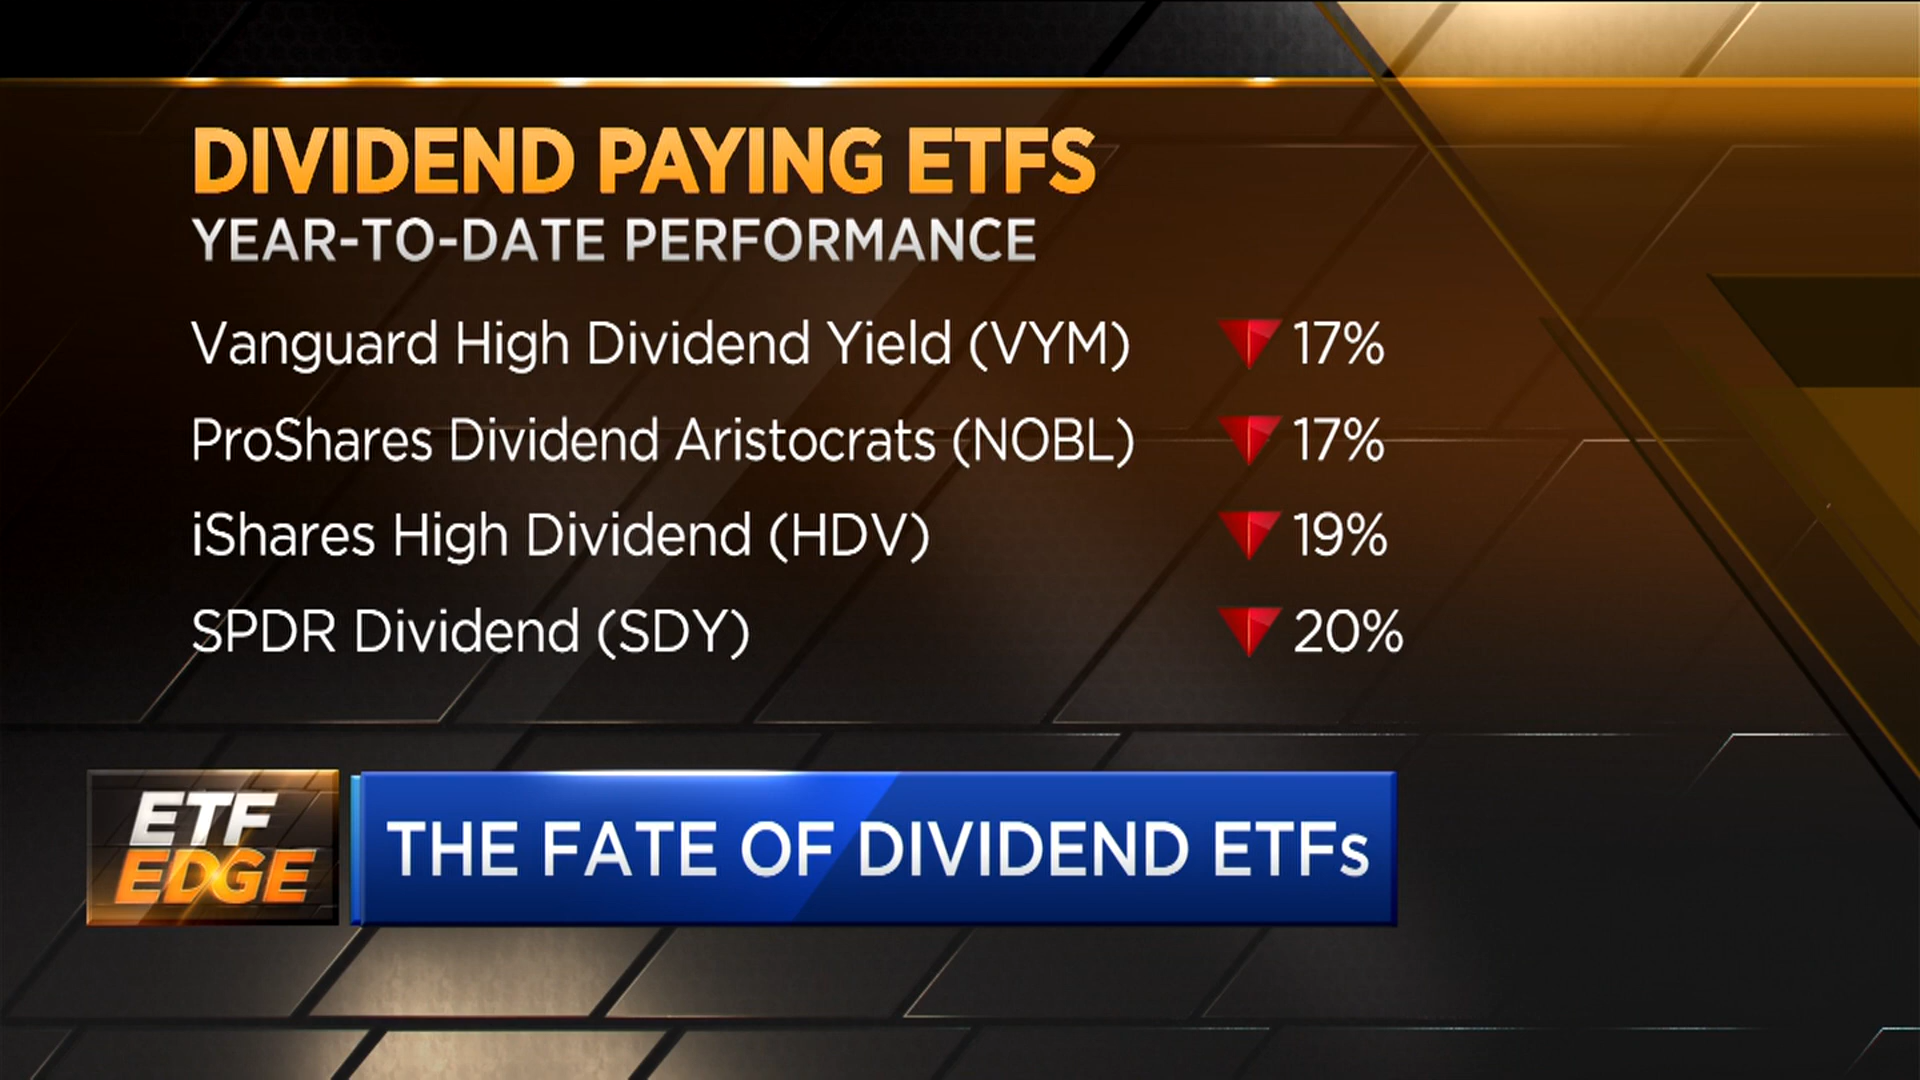 DIVIDEND PAYING ETFS
YEAR-TO-DATE PERFORMANCE
Vanguard High Dividend Yield (VYM) 17%
ProShares Dividend Aristocrats (NOBL) 17%
iShares High Dividend (HDV) 19%
SPDR Dividend (SDY) 20%
ETF
EDGE
THE FATE OF DIVIDEND ETFs